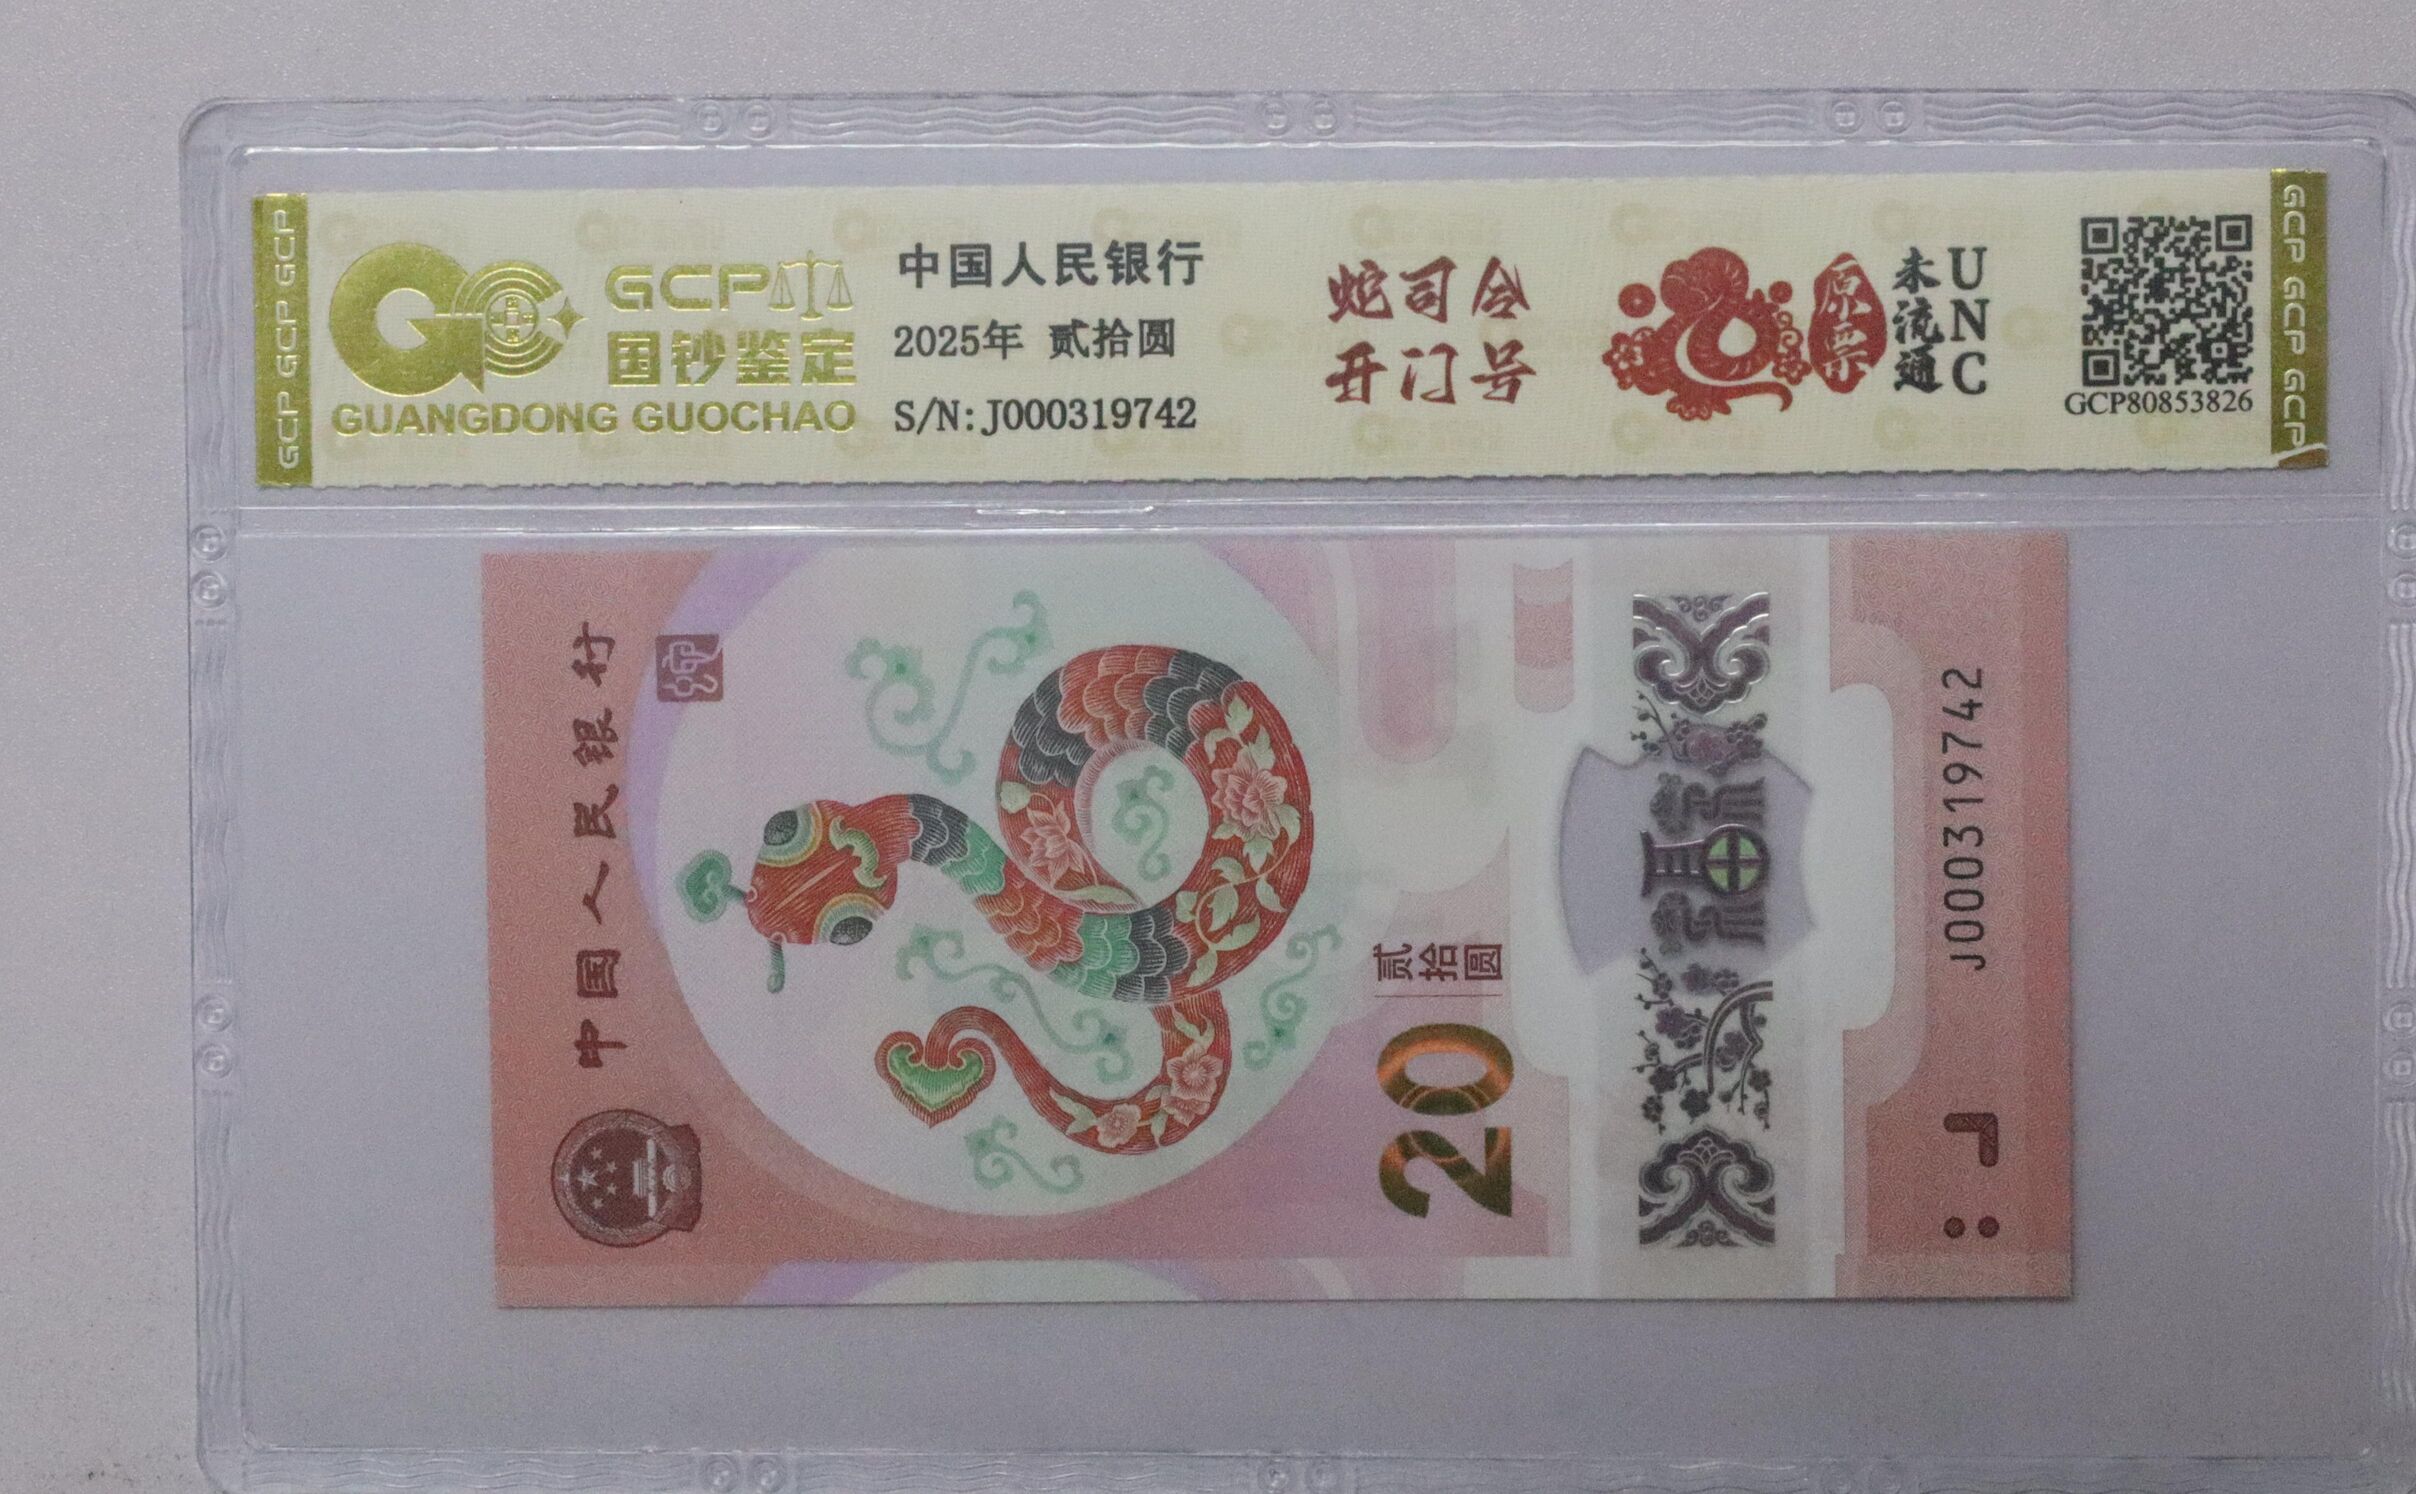 GCP GCP GCP
GCP
国钞鉴定
GUANGDONG GUOCHAO
中国人民银行
2025年 贰拾圆
S/N:J000319742
蛇司令
开门号
原票
未流通
UNC
GCP80853826
GCP GCP GCP
中国人民银行
蛇
20
贰拾圆
福
J000319742